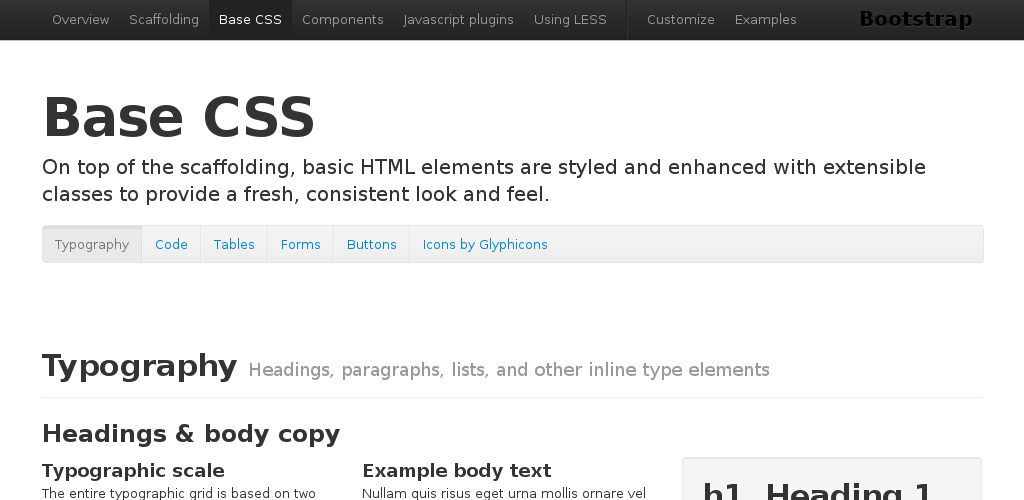 Overview Scaffolding Base CSS Components Javascript plugins Using LESS Customize Examples Bootstrap
Base CSS
On top of the scaffolding, basic HTML elements are styled and enhanced with extensible
classes to provide a fresh, consistent look and feel.
Typography Code Tables Forms Buttons Icons by Glyphicons
Typography Headings, paragraphs, lists, and other inline type elements
Headings & body copy
Typographic scale
The entire typographic grid is based on two
Example body text
Nullam quis risus eget urna mollis ornare vel
h1. Heading 1